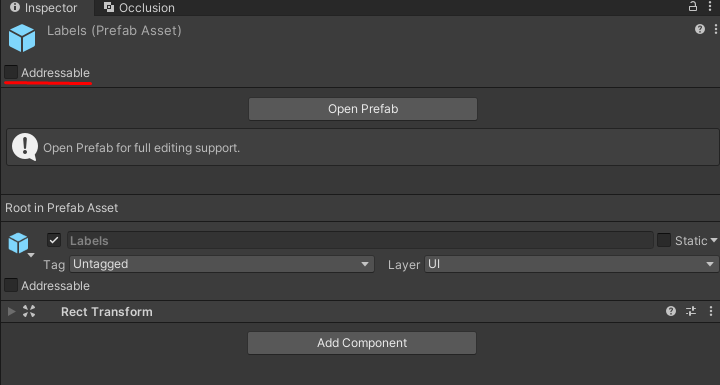 Inspector Occlusion
Labels (Prefab Asset)
Addressable
Open Prefab
Open Prefab for full editing support.
Root in Prefab Asset
Labels Static
Tag Untagged Layer UI
Addressable
Rect Transform
Add Component